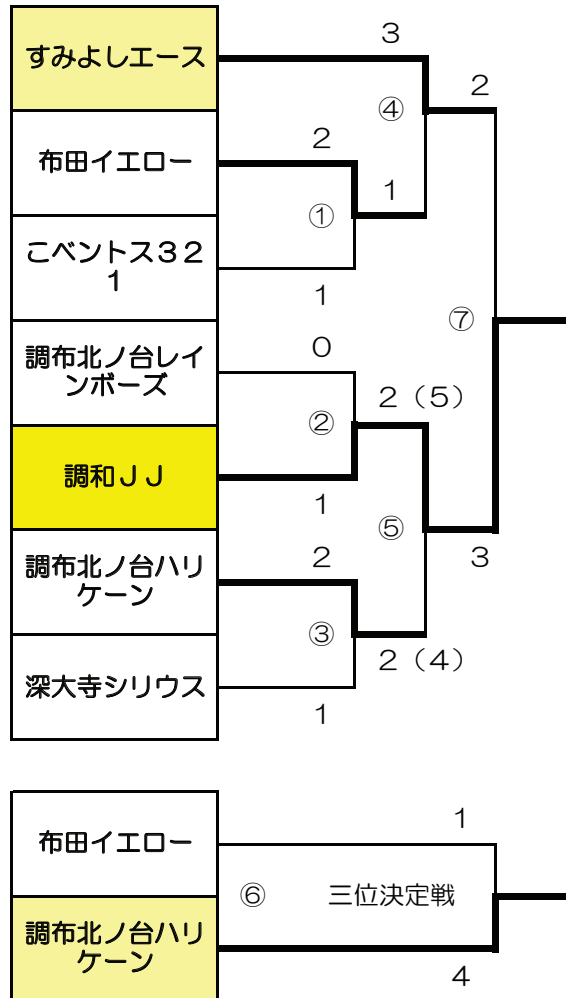 3
すみよしエース
2
④
2
布田イエロー
1
①
こベントス３２
１
1
⑦
0
調布北ノ台レイ
ンボーズ
2（5）
②
調和ＪＪ
1
⑤
2
調布北ノ台ハリ
ケーン
3
③
2（4）
深大寺シリウス
1
1
布田イエロー
⑥ 三位決定戦
調布北ノ台ハリ
ケーン
4